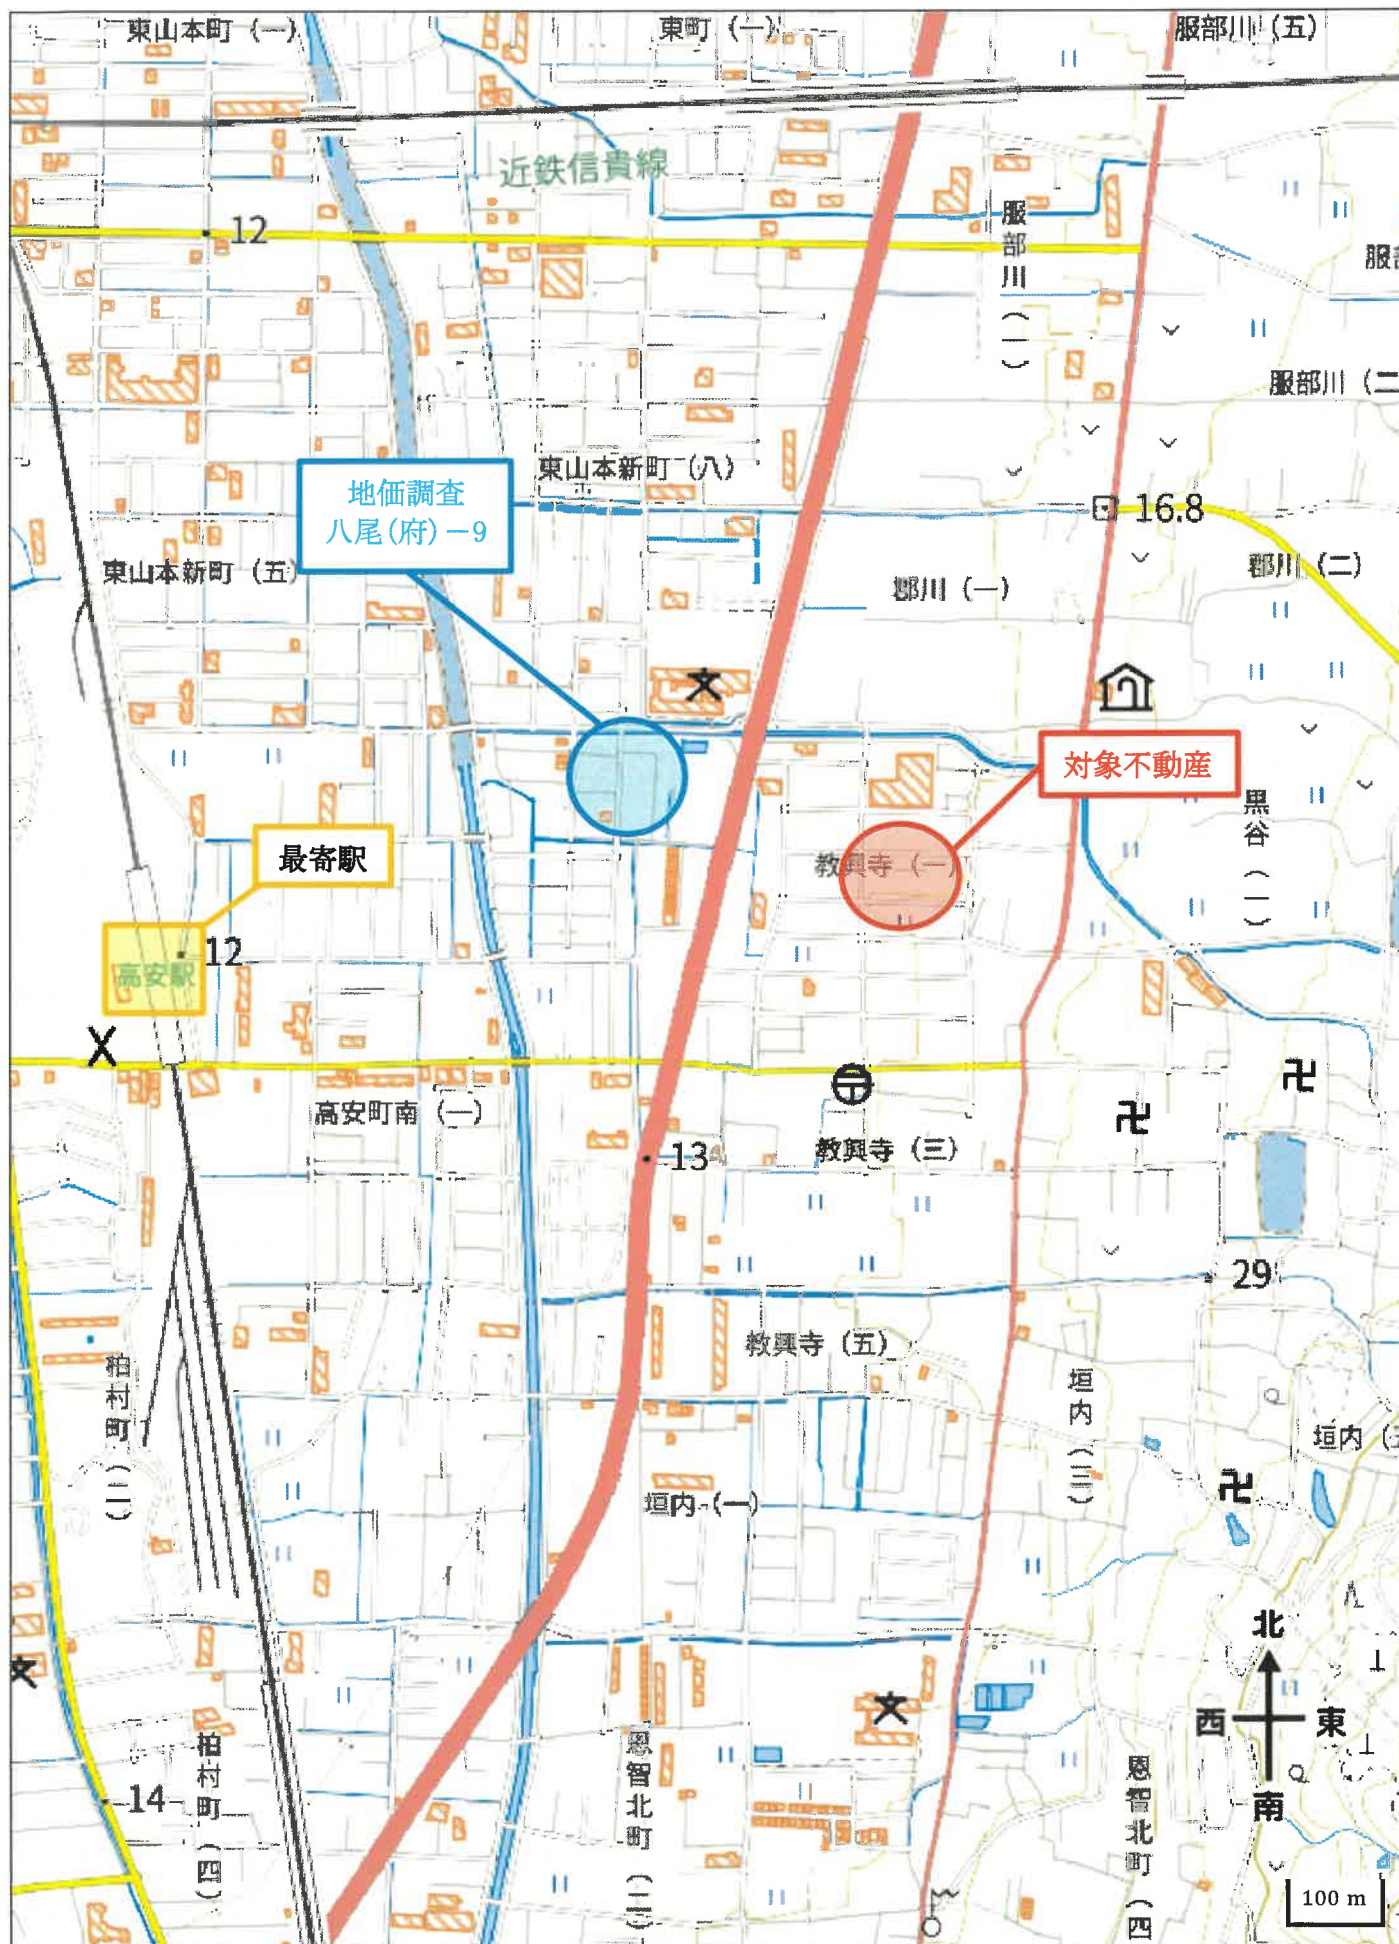 東山本町（一）
東町（一）
服部川（五）
近鉄信貴線
12
服部川（一）
服部川（二
地価調査
八尾(府)－9
東山本新町（八）
16.8
東山本新町（五）
郡川（一）
郡川（二）
対象不動産
黒谷（一）
最寄駅
教興寺（一）
12
高安駅
高安町南（一）
13
教興寺（三）
29
教興寺（五）
柏村町（二）
垣内（三）
垣内（五
垣内（一）
北
西
東
南
柏村町（四）
14
恩智北町（二）
恩智北町（四
100 m